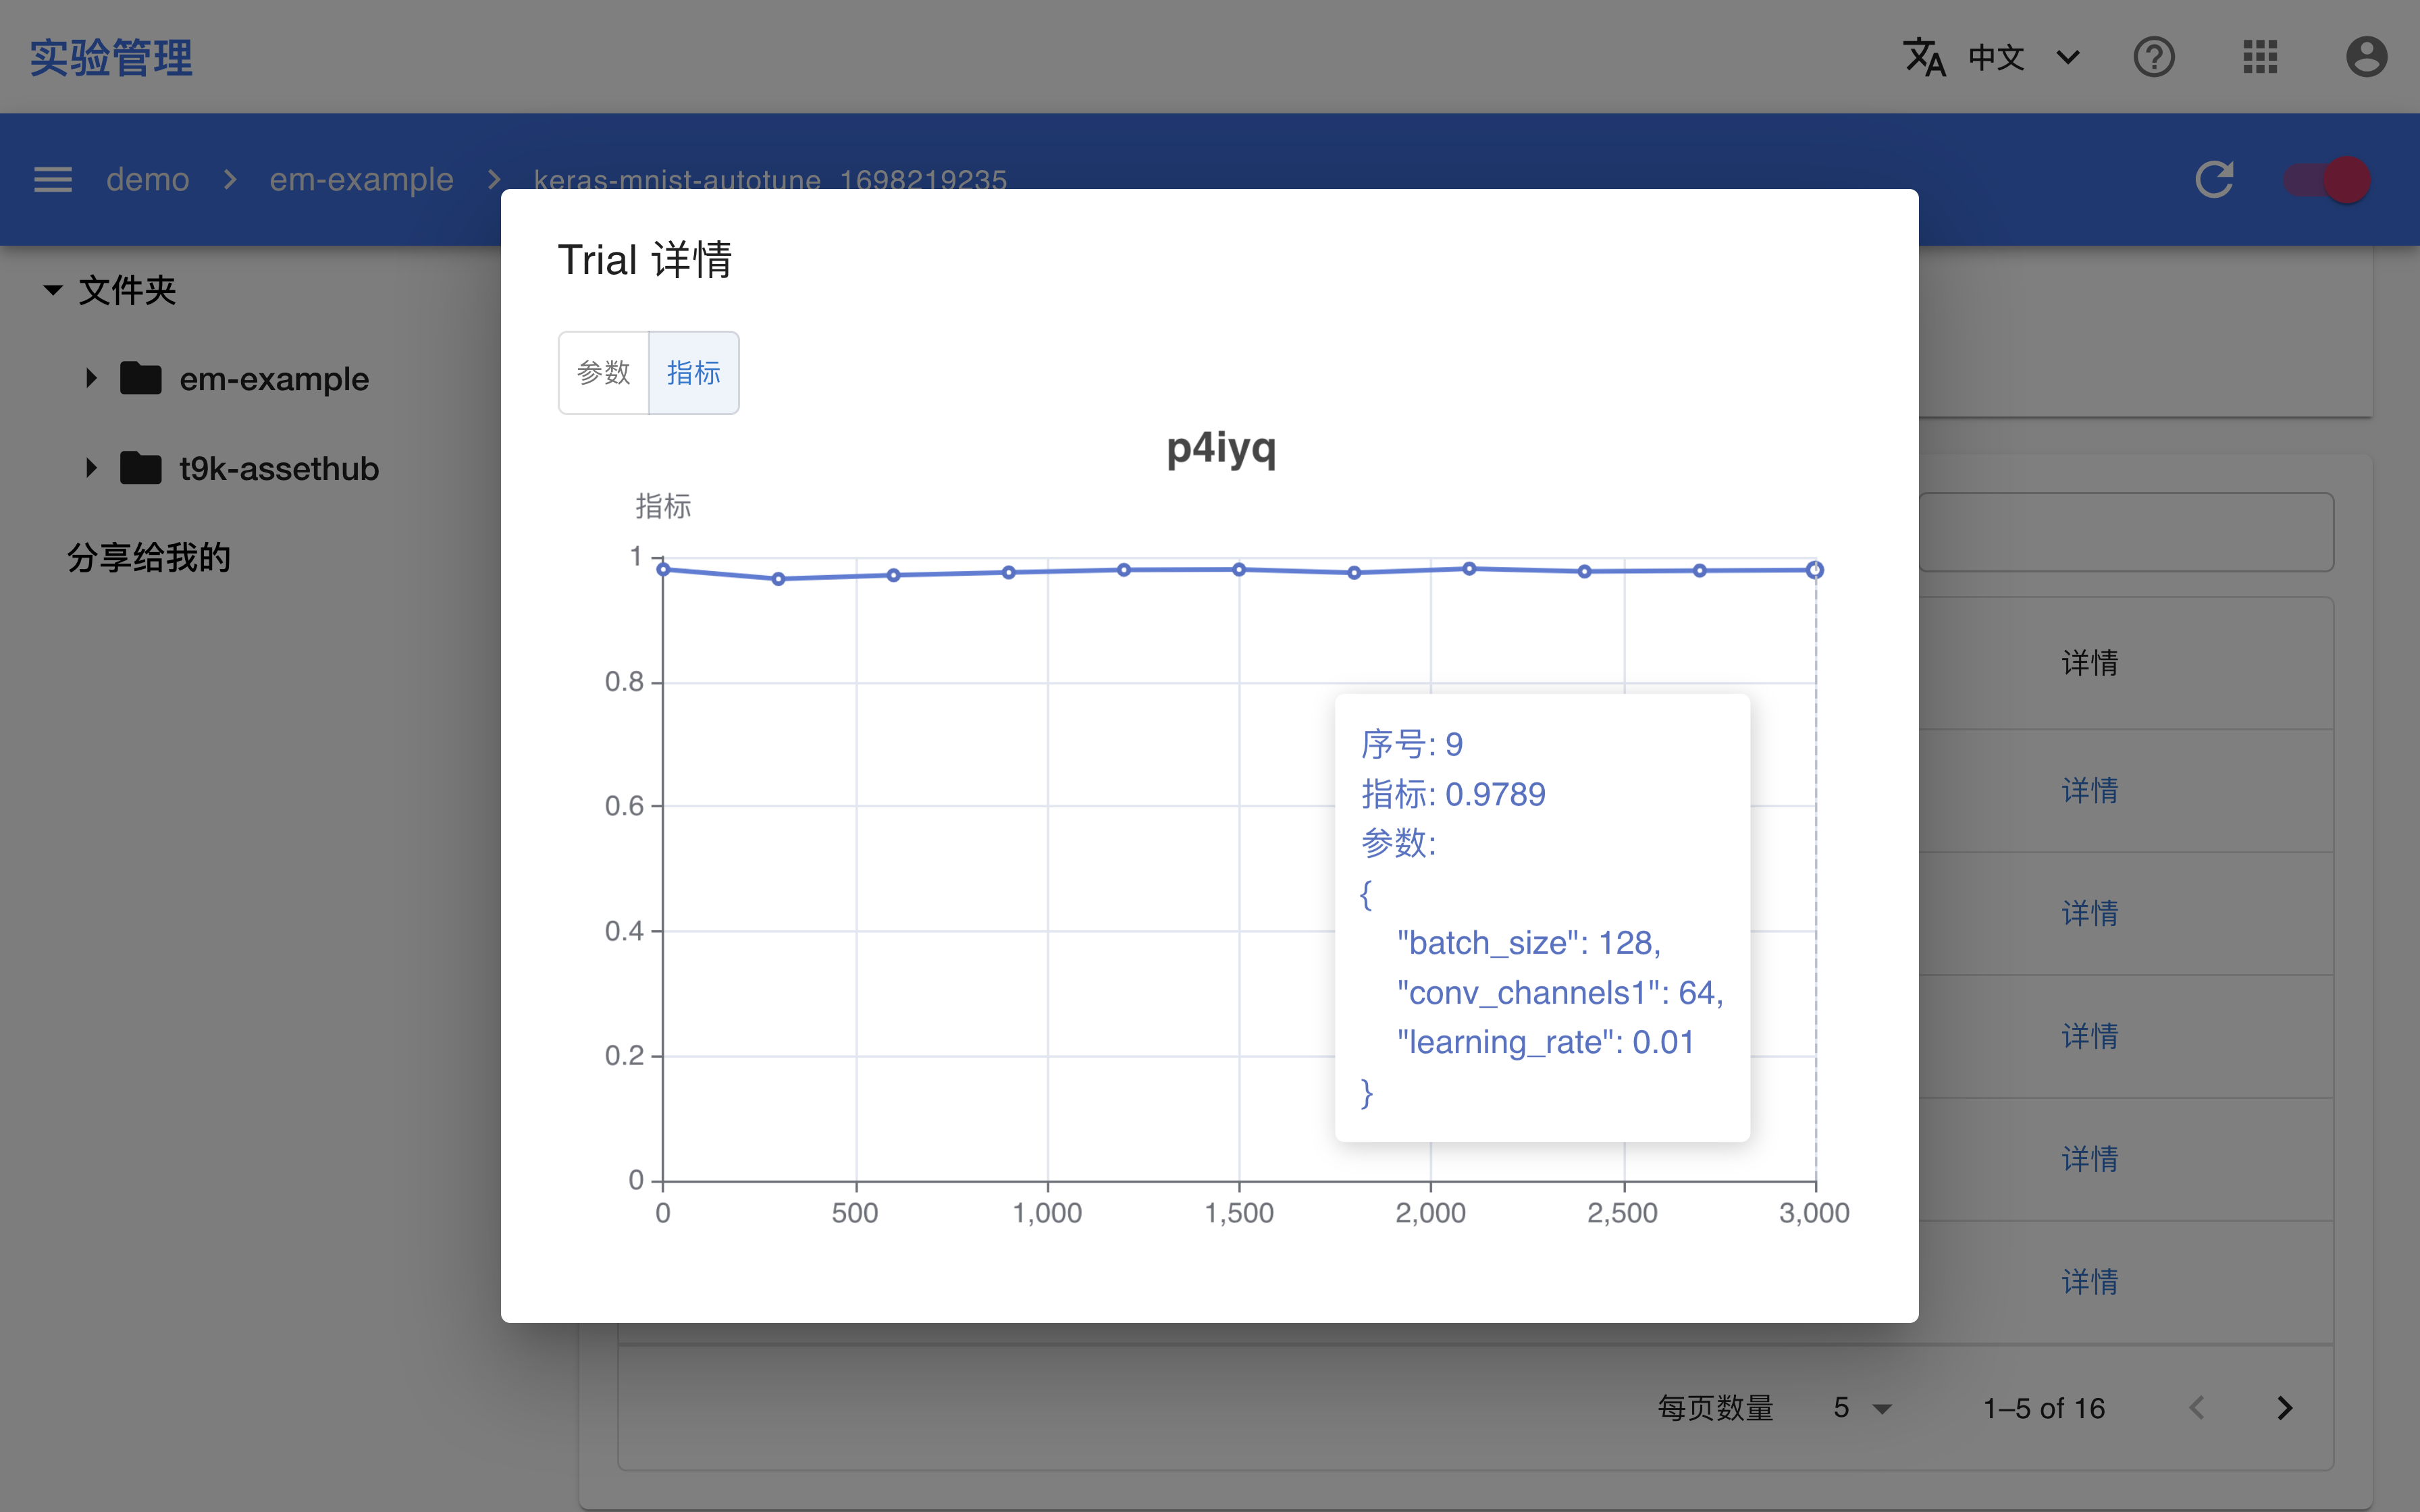 实验管理
中文
demo
em-example
keras-mnist-autotune_1698219235
文件夹
em-example
t9k-assethub
分享给我的
Trial 详情
参数
指标
p4iyq
指标
1
0.8
0.6
0.4
0.2
0
0
500
1,000
1,500
2,000
2,500
3,000
序号: 9
指标: 0.9789
参数:
{
"batch_size": 128,
"conv_channels1": 64,
"learning_rate": 0.01
}
详情
详情
详情
详情
详情
详情
每页数量
5
1–5 of 16